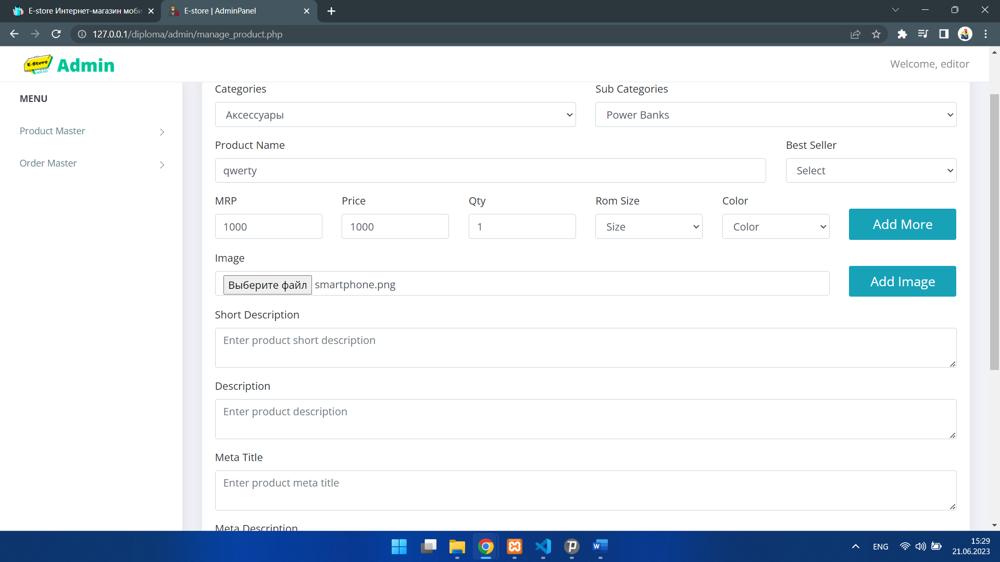 E-store Интернет-магазин моби
E-store | AdminPanel
127.0.0.1/diploma/admin/manage_product.php
E-Store Admin
Welcome, editor
MENU
Product Master
Order Master
Categories
Sub Categories
Аксессуары
Power Banks
Product Name
Best Seller
qwerty
Select
MRP
Price
Qty
Rom Size
Color
1000
1000
1
Size
Color
Add More
Image
Выберите файл smartphone.png
Add Image
Short Description
Enter product short description
Description
Enter product description
Meta Title
Enter product meta title
Meta Description
ENG
15:29
21.06.2023